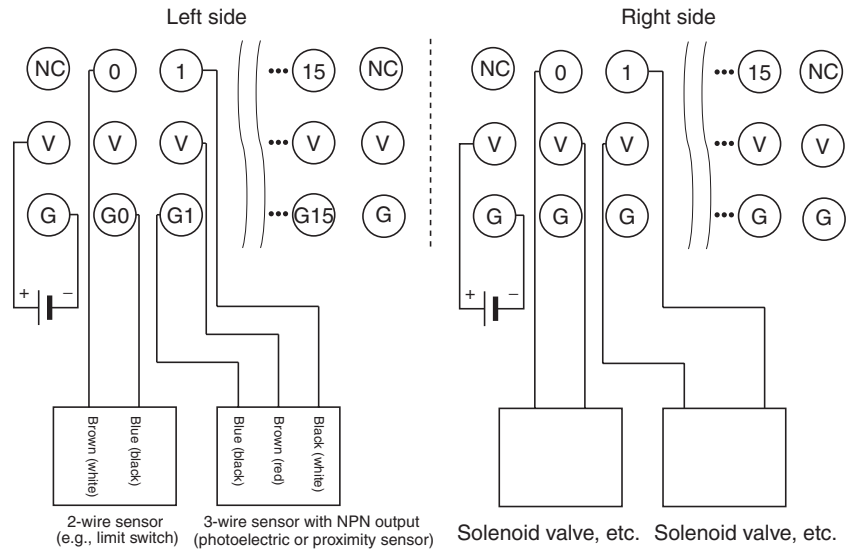 Left side
Right side
NC 0 1 ••• 15 NC
NC 0 1 ••• 15 NC
V V V ••• V V
V V V ••• V V
G G0 G1 ••• G15 G
G G G ••• G G
+ −
+ −
Brown (white)
Blue (black)
Blue (black)
Brown (red)
Black (white)
2-wire sensor
(e.g., limit switch)
3-wire sensor with NPN output
(photoelectric or proximity sensor)
Solenoid valve, etc.
Solenoid valve, etc.